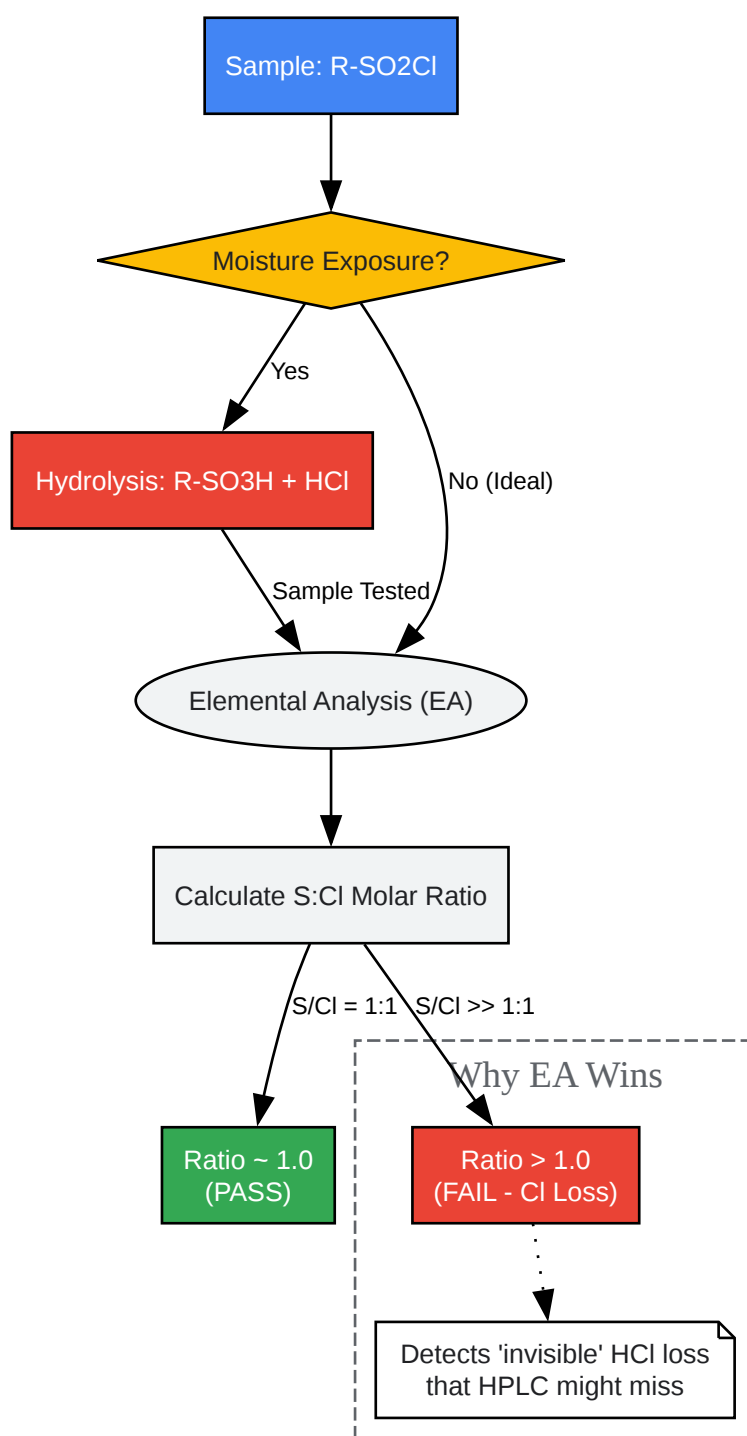 Sample: R-SO2Cl
Moisture Exposure?
Yes
Hydrolysis: R-SO3H + HCl
No (Ideal)
Sample Tested
Elemental Analysis (EA)
Calculate S:Cl Molar Ratio
S/Cl = 1:1
S/Cl >> 1:1
Why EA Wins
Ratio ~ 1.0
(PASS)
Ratio > 1.0
(FAIL - Cl Loss)
Detects 'invisible' HCl loss
that HPLC might miss